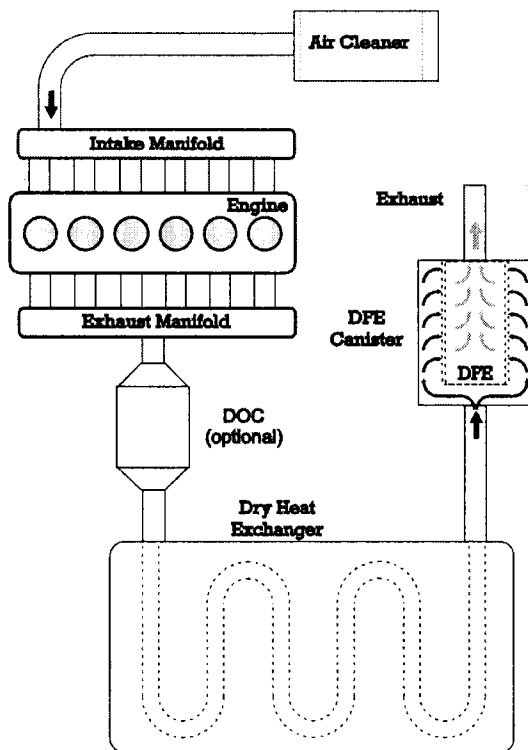 Air Cleaner
Intake Manifold
Engine
Exhaust Manifold
DOC
(optional)
Dry Heat
Exchanger
Exhaust
DFE
Canister
DFE